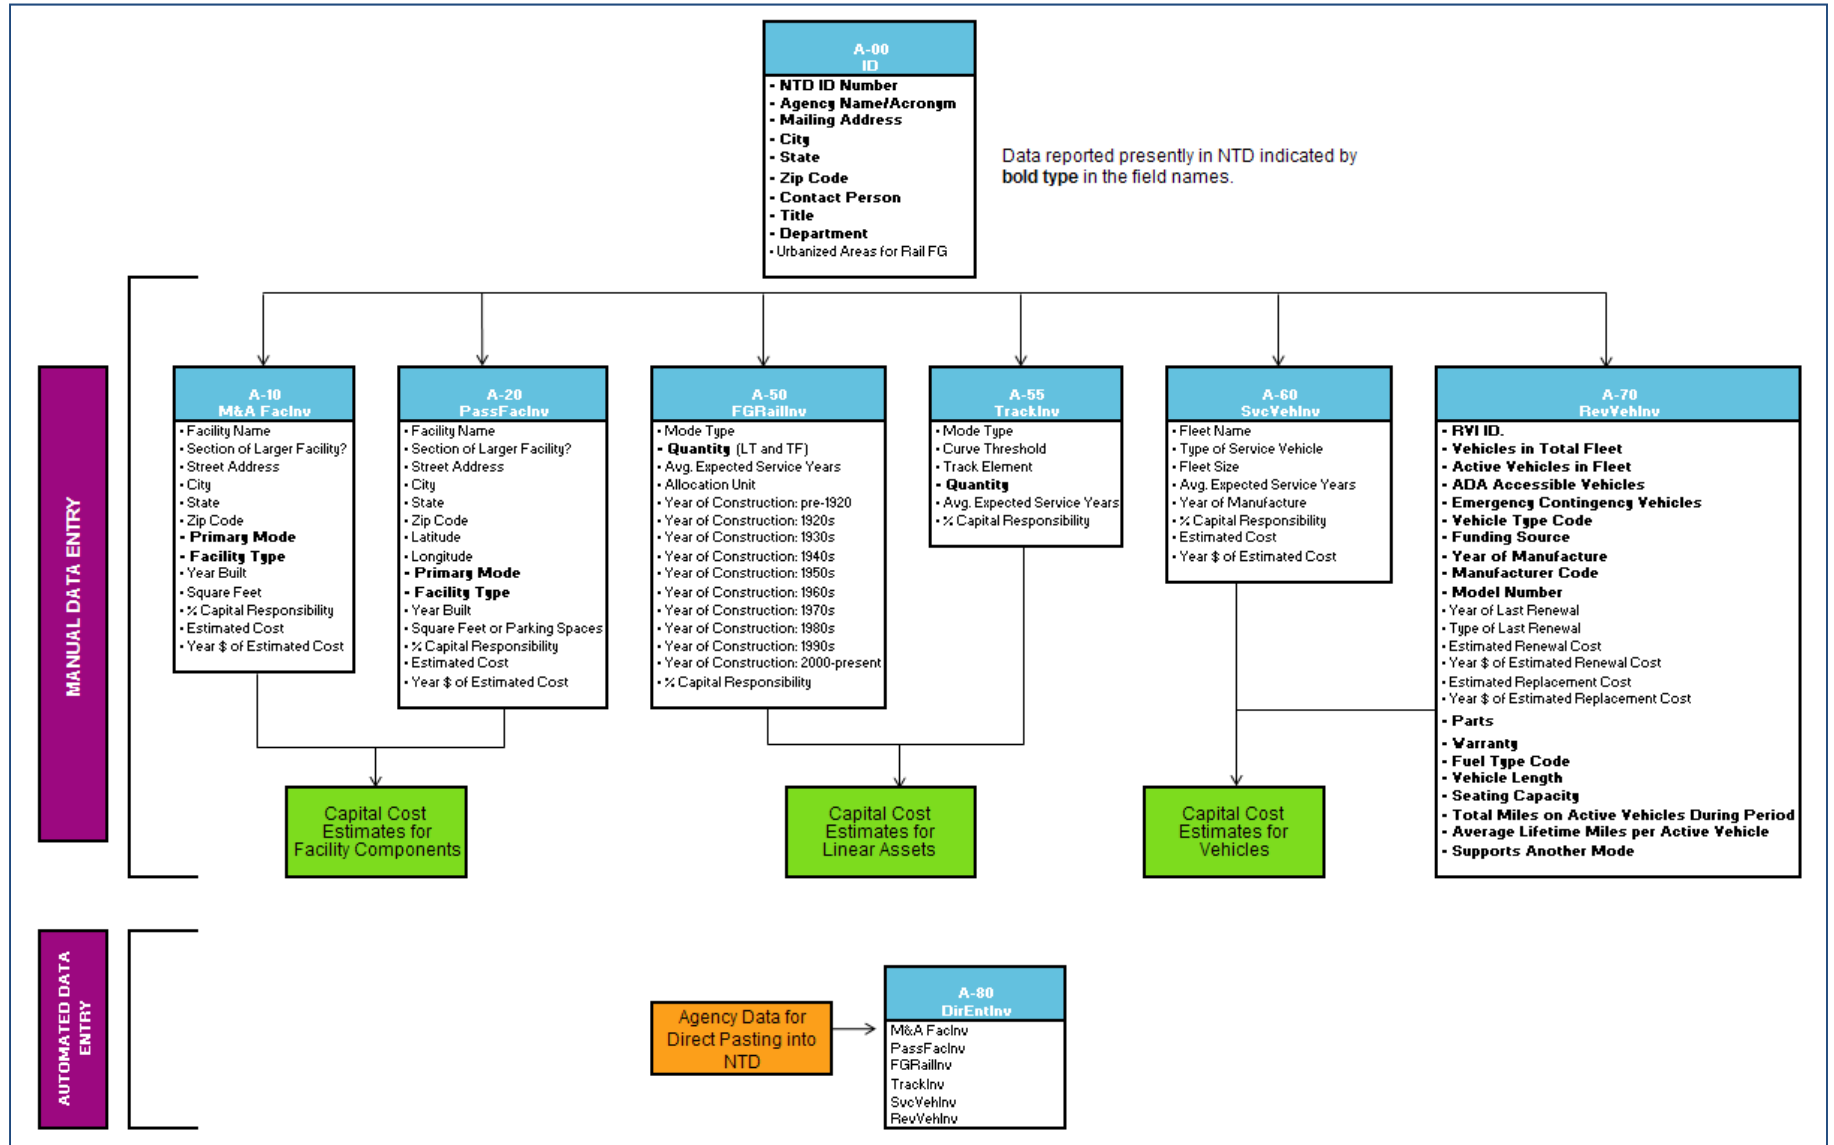 A-00
ID
- NTD ID Number
- Agency Name/Acronym
- Mailing Address
- City
- State
- Zip Code
- Contact Person
- Title
- Department
• Urbanized Areas for Rail FG
Data reported presently in NTD indicated by
bold type in the field names.
MANUAL DATA ENTRY
A-10
M&A FacInv
• Facility Name
• Section of Larger Facility?
• Street Address
• City
• State
• Zip Code
- Primary Mode
- Facility Type
• Year Built
• Square Feet
• % Capital Responsibility
• Estimated Cost
• Year $ of Estimated Cost
A-20
PassFacInv
• Facility Name
• Section of Larger Facility?
• Street Address
• City
• State
• Zip Code
• Latitude
• Longitude
- Primary Mode
- Facility Type
• Year Built
• Square Feet or Parking Spaces
• % Capital Responsibility
• Estimated Cost
• Year $ of Estimated Cost
A-50
FGRailInv
• Mode Type
- Quantity (LT and TF)
• Avg. Expected Service Years
• Allocation Unit
• Year of Construction: pre-1920
• Year of Construction: 1920s
• Year of Construction: 1930s
• Year of Construction: 1940s
• Year of Construction: 1950s
• Year of Construction: 1960s
• Year of Construction: 1970s
• Year of Construction: 1980s
• Year of Construction: 1990s
• Year of Construction: 2000-present
• % Capital Responsibility
A-55
TrackInv
• Mode Type
• Curve Threshold
• Track Element
- Quantity
• Avg. Expected Service Years
• % Capital Responsibility
A-60
SvcVehInv
• Fleet Name
• Type of Service Vehicle
• Fleet Size
• Avg. Expected Service Years
• Year of Manufacture
• % Capital Responsibility
• Estimated Cost
• Year $ of Estimated Cost
A-70
RevVehInv
- RVI ID.
- Vehicles in Total Fleet
- Active Vehicles in Fleet
- ADA Accessible Vehicles
- Emergency Contingency Vehicles
- Vehicle Type Code
- Funding Source
- Year of Manufacture
- Manufacturer Code
- Model Number
• Year of Last Renewal
• Type of Last Renewal
• Estimated Renewal Cost
• Year $ of Estimated Renewal Cost
• Estimated Replacement Cost
• Year $ of Estimated Replacement Cost
- Parts
- Warranty
- Fuel Type Code
- Vehicle Length
- Seating Capacity
- Total Miles on Active Vehicles During Period
- Average Lifetime Miles per Active Vehicle
- Supports Another Mode
Capital Cost
Estimates for
Facility Components
Capital Cost
Estimates for
Linear Assets
Capital Cost
Estimates for
Vehicles
AUTOMATED DATA
ENTRY
Agency Data for
Direct Pasting into
NTD
A-80
DirEntInv
M&A FacInv
PassFacInv
FGRailInv
TrackInv
SvcVehInv
RevVehInv